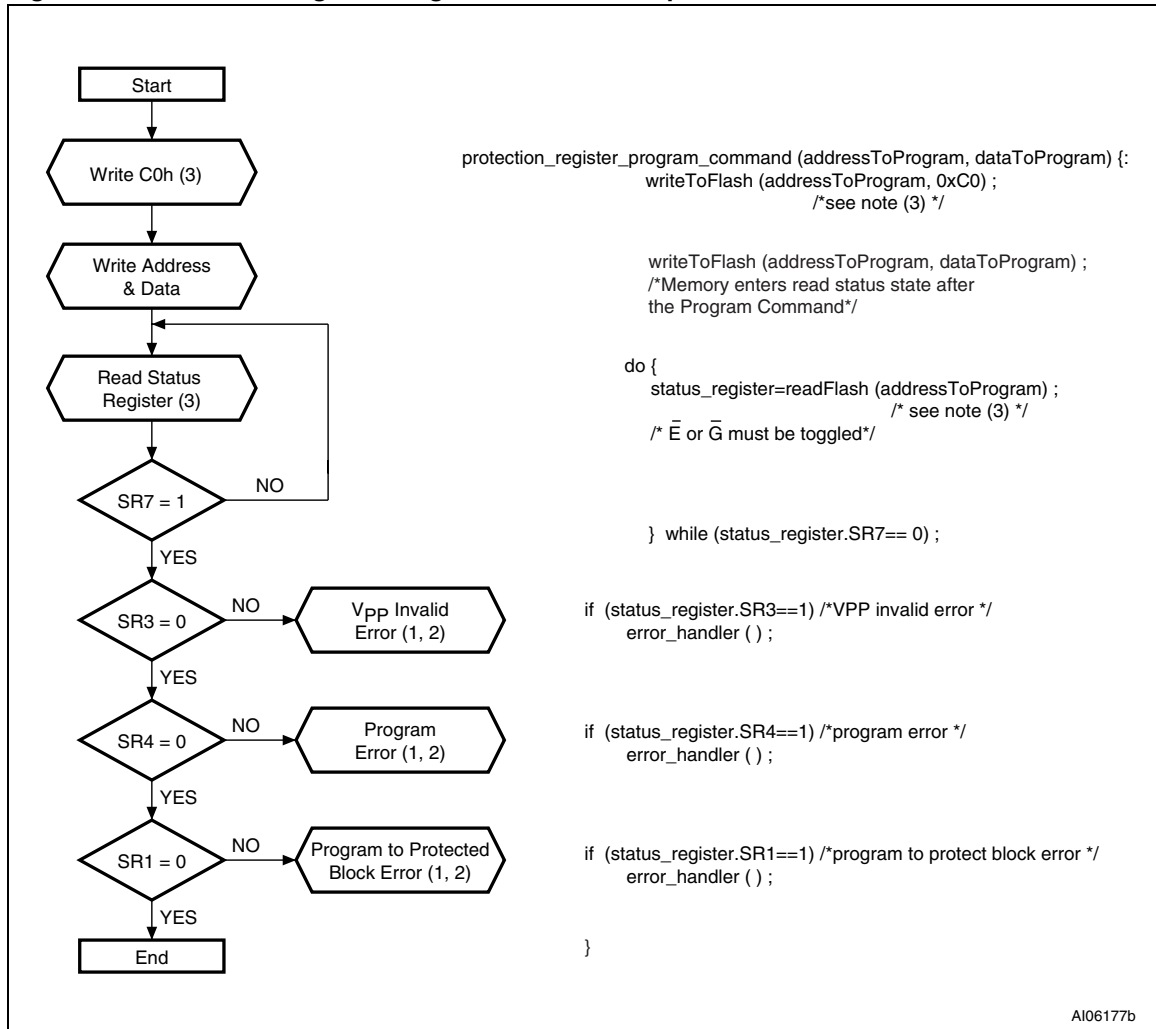 Start
Write C0h (3)
protection_register_program_command (addressToProgram, dataToProgram) {:
writeToFlash (addressToProgram, 0xC0) ;
/*see note (3) */
Write Address
& Data
writeToFlash (addressToProgram, dataToProgram) ;
/*Memory enters read status state after
the Program Command*/
Read Status
Register (3)
do {
status_register=readFlash (addressToProgram) ;
/* see note (3) */
/* E̅ or G̅ must be toggled*/
SR7 = 1
NO
} while (status_register.SR7== 0) ;
YES
SR3 = 0
NO
VPP Invalid
Error (1, 2)
if (status_register.SR3==1) /*VPP invalid error */
error_handler ( ) ;
YES
SR4 = 0
NO
Program
Error (1, 2)
if (status_register.SR4==1) /*program error */
error_handler ( ) ;
YES
SR1 = 0
NO
Program to Protected
Block Error (1, 2)
if (status_register.SR1==1) /*program to protect block error */
error_handler ( ) ;
YES
End
}
AI06177b